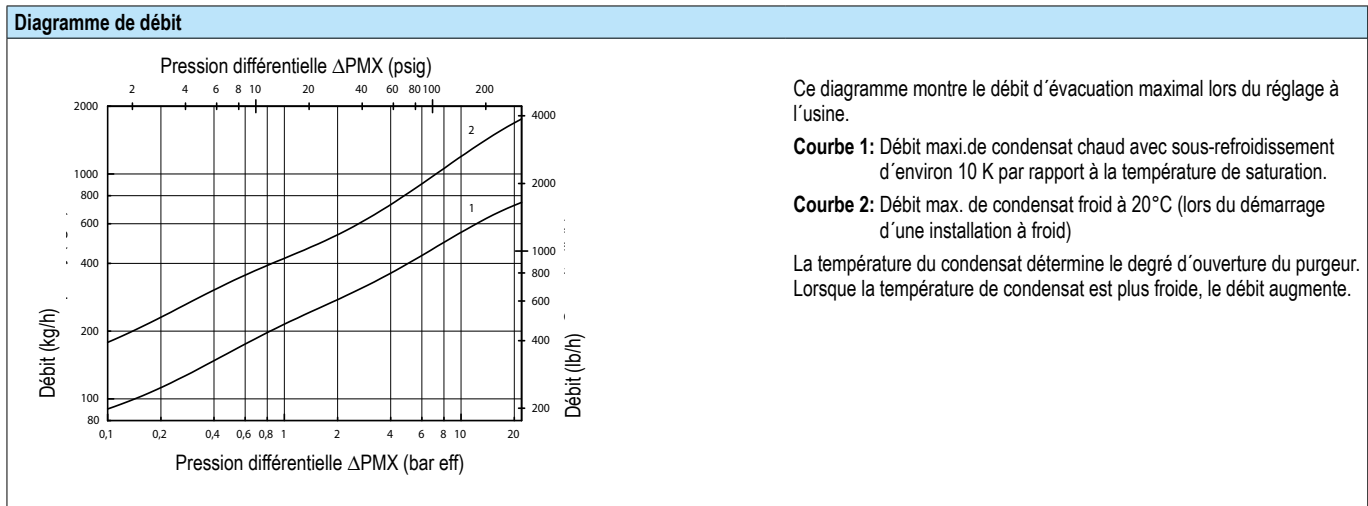 Diagramme de débit
Pression différentielle ΔPMX (psig)
2 4 6 8 10 20 40 60 80 100 200
2000
1000
800
600
400
200
100
80
Débit (kg/h)
2
1
4000
2000
1000
800
600
400
200
Débit (lb/h)
0,1 0,2 0,4 0,6 0,8 1 2 4 6 8 10 20
Pression différentielle ΔPMX (bar eff)
Ce diagramme montre le débit d´évacuation maximal lors du réglage à
l´usine.
Courbe 1: Débit maxi.de condensat chaud avec sous-refroidissement
d´environ 10 K par rapport à la température de saturation.
Courbe 2: Débit max. de condensat froid à 20°C (lors du démarrage
d´une installation à froid)
La température du condensat détermine le degré d´ouverture du purgeur.
Lorsque la température de condensat est plus froide, le débit augmente.